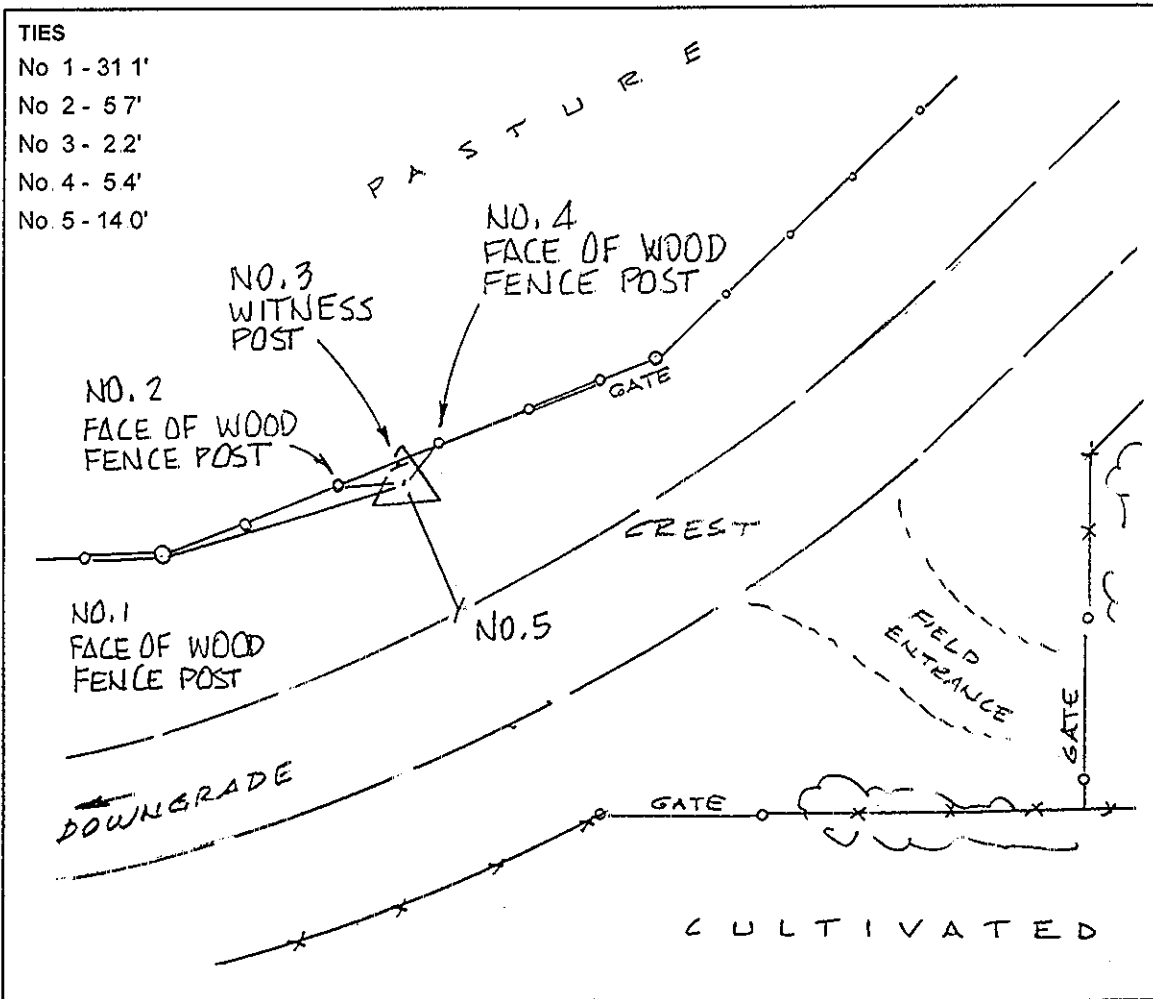 TIES
No 1 - 31 1'
No 2 - 5 7'
No 3 - 2.2'
No. 4 - 5.4'
No. 5 - 14.0'
PASTURE
NO. 4
FACE OF WOOD
FENCE POST
NO. 3
WITNESS
POST
NO. 2
FACE OF WOOD
FENCE POST
GATE
CREST
NO. 1
FACE OF WOOD
FENCE POST
NO. 5
FIELD
ENTRANCE
GATE
DOWNGRADE
GATE
CULTIVATED